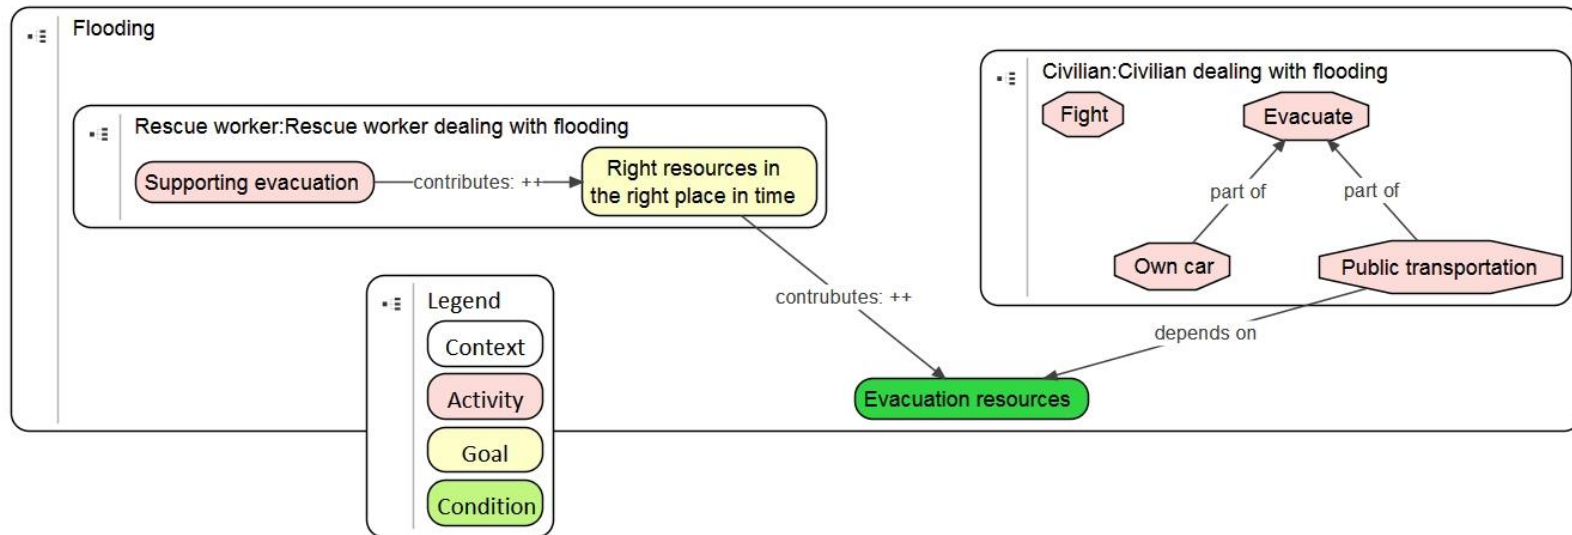 Flooding
Rescue worker:Rescue worker dealing with flooding
Supporting evacuation
contributes: ++
Right resources in
the right place in time
Civilian:Civilian dealing with flooding
Fight
Evacuate
part of
part of
Own car
Public transportation
contrubutes: ++
depends on
Evacuation resources
Legend
Context
Activity
Goal
Condition